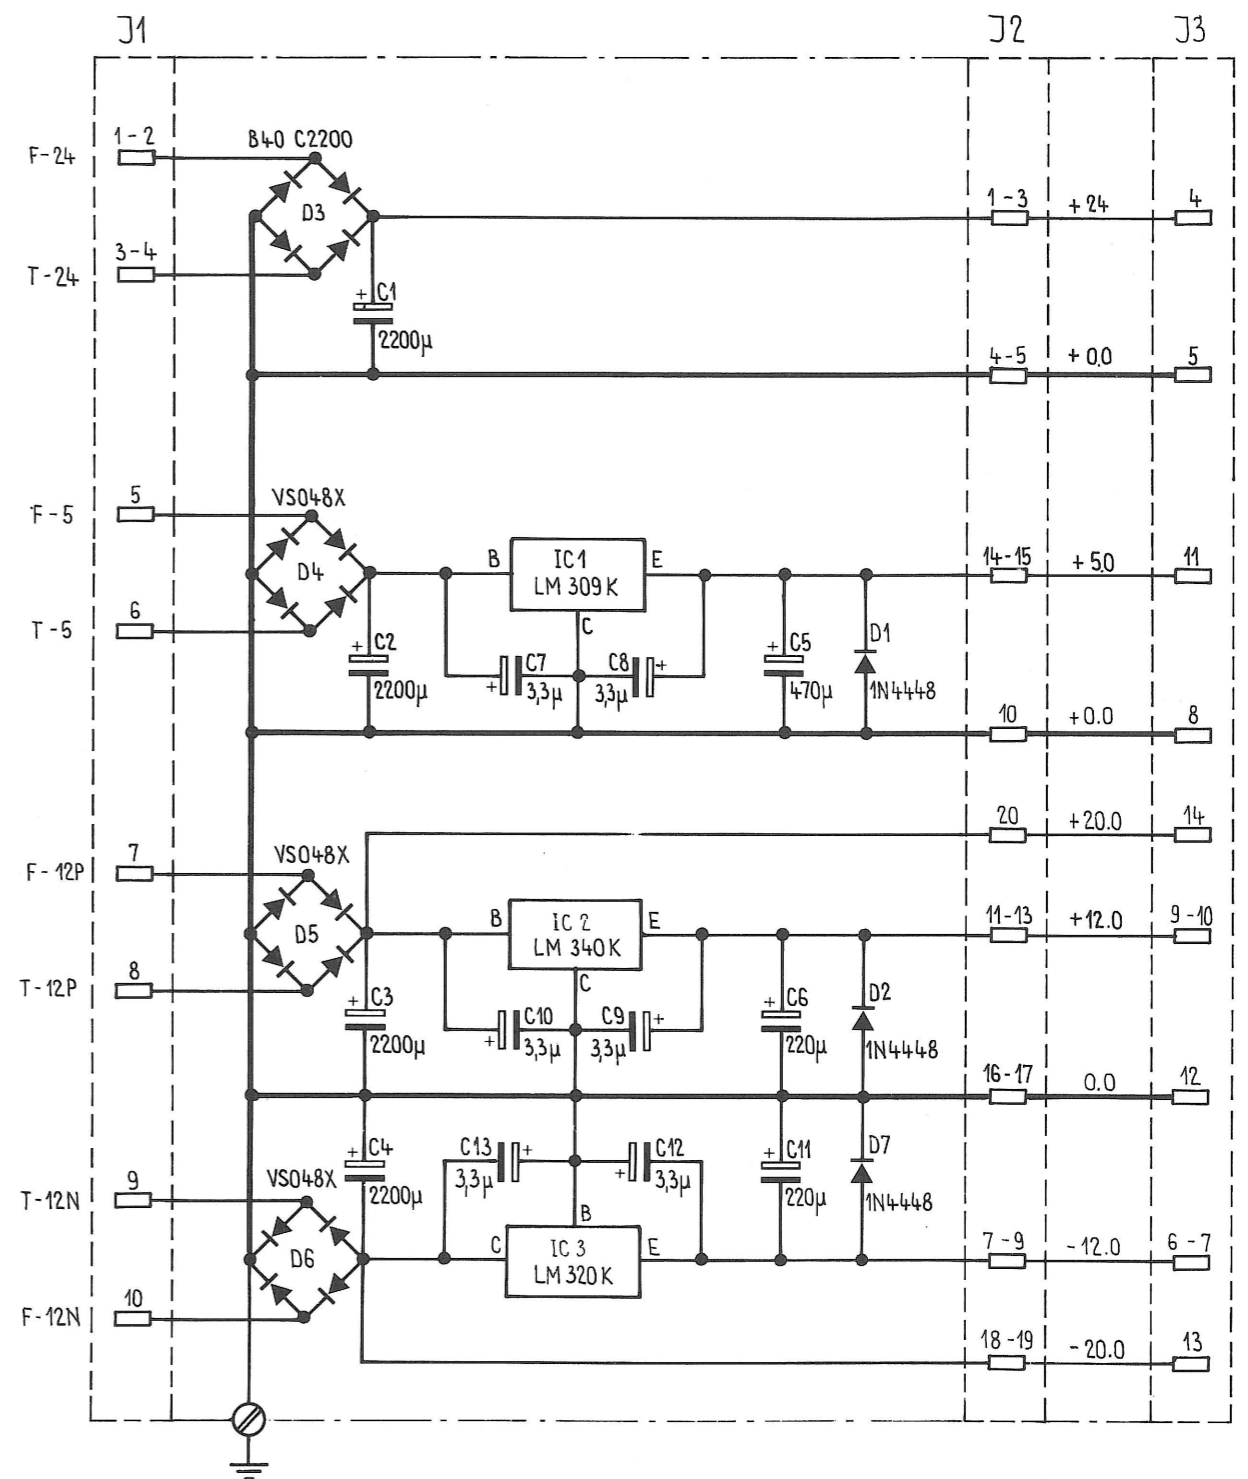 J1
J2
J3
1-2
B40 C2200
F-24
D3
1-3
+24
4
3-4
T-24
+
C1
2200µ
4-5
+0.0
5
5
VS048X
F-5
D4
B
IC1
LM 309K
E
14-15
+5.0
11
6
T-5
C
+
C2
2200µ
C7
+
3,3µ
C8
+
3,3µ
+
C5
470µ
D1
1N4448
10
+0.0
8
20
+20.0
14
7
VS048X
F-12P
D5
B
IC 2
LM 340K
E
11-13
+12.0
9-10
8
T-12P
C
+
C3
2200µ
C10
+
3,3µ
C9
+
3,3µ
+
C6
220µ
D2
1N4448
16-17
0.0
12
+
C4
2200µ
C13
+
3,3µ
C12
+
3,3µ
+
C11
220µ
D7
1N4448
9
VS048X
T-12N
D6
B
C
IC 3
LM 320K
E
7-9
-12.0
6-7
10
F-12N
18-19
-20.0
13